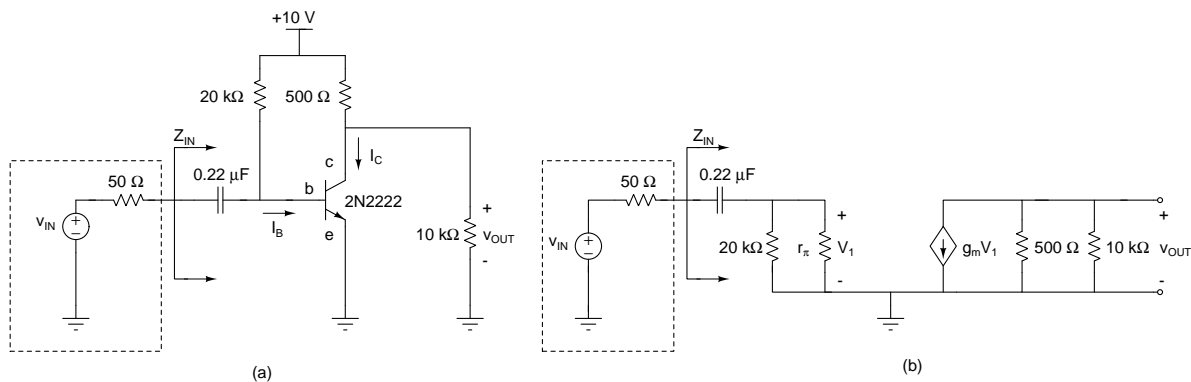 +10 V
20 kΩ
500 Ω
Z_IN
50 Ω
0.22 µF
c
I_C
b
2N2222
v_IN
I_B
e
+
10 kΩ
v_OUT
-
(a)
Z_IN
50 Ω
0.22 µF
v_IN
20 kΩ
r_π
+
V_1
-
g_mV_1
500 Ω
10 kΩ
+
v_OUT
-
(b)